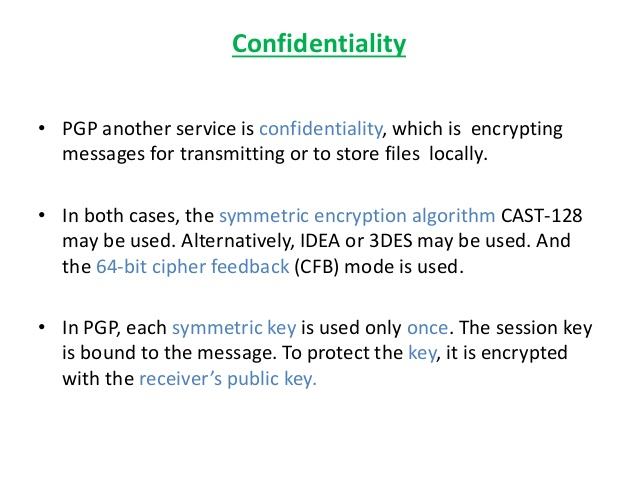 Confidentiality
• PGP another service is confidentiality, which is encrypting
messages for transmitting or to store files locally.
• In both cases, the symmetric encryption algorithm CAST-128
may be used. Alternatively, IDEA or 3DES may be used. And
the 64-bit cipher feedback (CFB) mode is used.
• In PGP, each symmetric key is used only once. The session key
is bound to the message. To protect the key, it is encrypted
with the receiver’s public key.